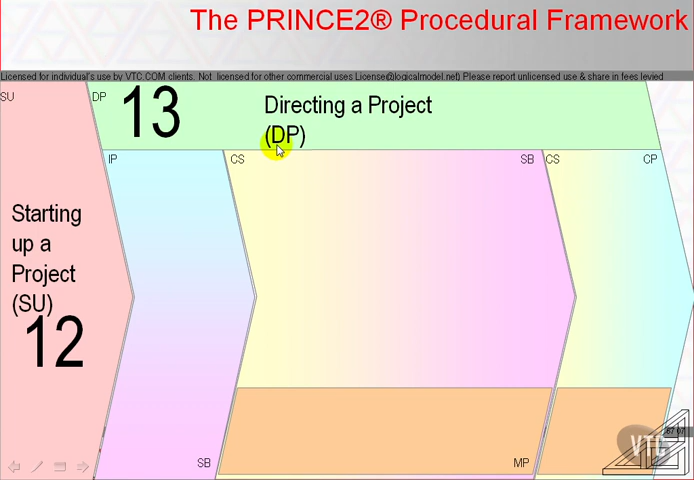 The PRINCE2® Procedural Framework
Licensed for individual's use by VTC.COM clients. Not licensed for other commercial uses License@logicalmodel.net) Please report unlicensed use & share in fees levied
SU
DP
13
Directing a Project
(DP)
IP
CS
SB
CS
CP
Starting
up a
Project
(SU)
12
SB
MP
VTC